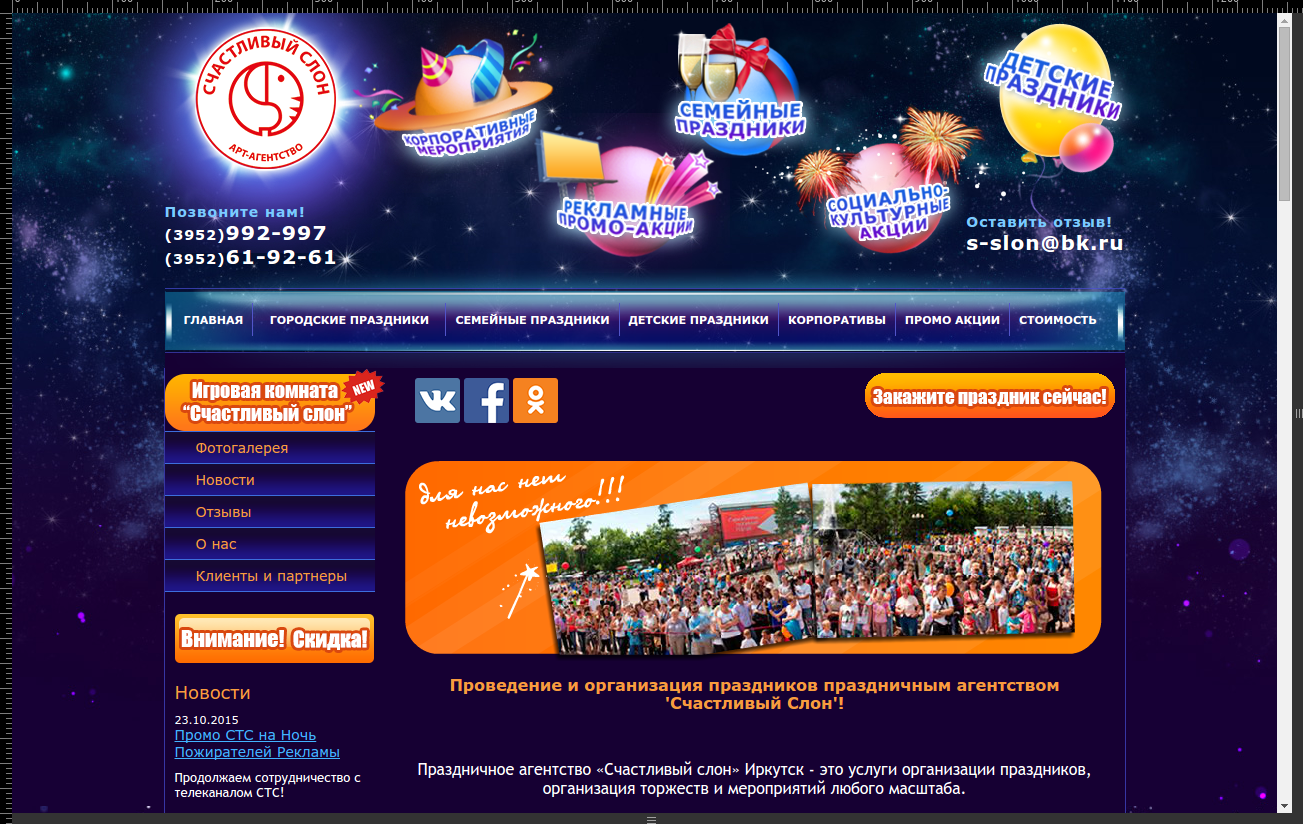 СЧАСТЛИВЫЙ СЛОН
АРТ-АГЕНТСТВО
КОРПОРАТИВНЫЕ
МЕРОПРИЯТИЯ
СЕМЕЙНЫЕ
ПРАЗДНИКИ
ДЕТСКИЕ
ПРАЗДНИКИ
РЕКЛАМНЫЕ
ПРОМО-АКЦИИ
СОЦИАЛЬНО-
КУЛЬТУРНЫЕ
АКЦИИ
Позвоните нам!
(3952)992-997
(3952)61-92-61
Оставить отзыв!
s-slon@bk.ru
ГЛАВНАЯ ГОРОДСКИЕ ПРАЗДНИКИ СЕМЕЙНЫЕ ПРАЗДНИКИ ДЕТСКИЕ ПРАЗДНИКИ КОРПОРАТИВЫ ПРОМО АКЦИИ СТОИМОСТЬ
Игровая комната
"Счастливый слон"
NEW
Фотогалерея
Новости
Отзывы
О нас
Клиенты и партнеры
Внимание! Скидка!
Новости
23.10.2015
Промо СТС на Ночь
Пожирателей Рекламы
Продолжаем сотрудничество с
телеканалом СТС!
Закажите праздник сейчас!
для нас нет
невозможного!!!
Проведение и организация праздников праздничным агентством
'Счастливый Слон'!
Праздничное агентство «Счастливый слон» Иркутск - это услуги организации праздников,
организация торжеств и мероприятий любого масштаба.